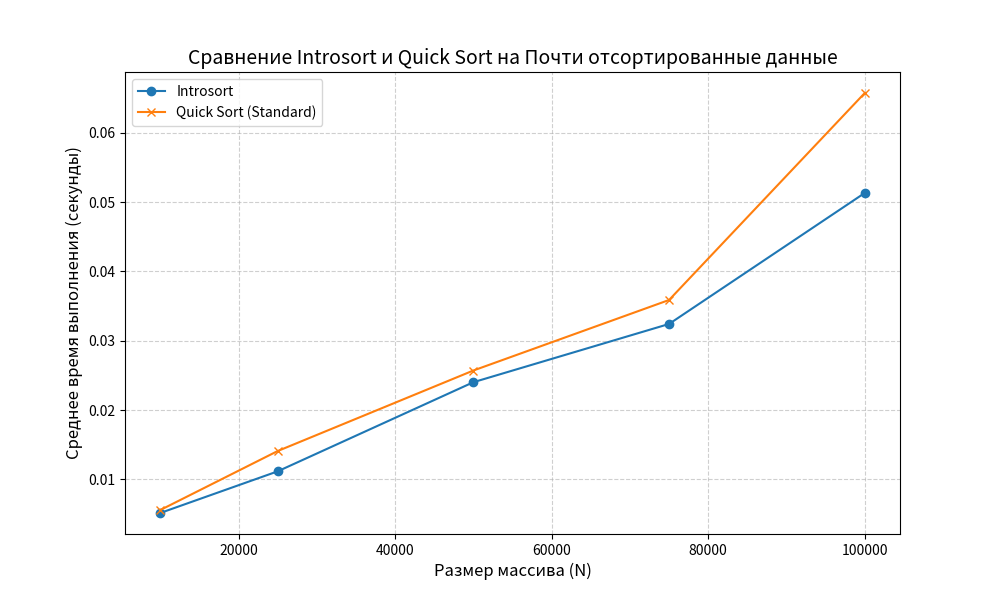 Сравнение Introsort и Quick Sort на Почти отсортированные данные
Introsort
Quick Sort (Standard)
Среднее время выполнения (секунды)
0.06
0.05
0.04
0.03
0.02
0.01
20000
40000
60000
80000
100000
Размер массива (N)